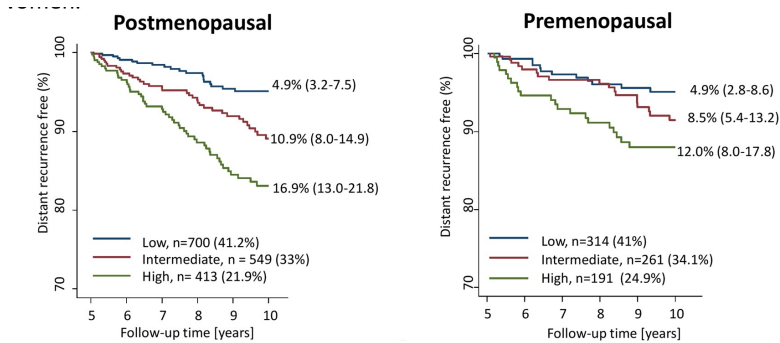 Postmenopausal
100
90
80
70
Distant recurrence free (%)
4.9% (3.2-7.5)
10.9% (8.0-14.9)
16.9% (13.0-21.8)
Low, n=700 (41.2%)
Intermediate, n = 549 (33%)
High, n= 413 (21.9%)
5 6 7 8 9 10
Follow-up time [years]
Premenopausal
100
90
80
70
Distant recurrence free (%)
4.9% (2.8-8.6)
8.5% (5.4-13.2)
12.0% (8.0-17.8)
Low, n=314 (41%)
Intermediate, n=261 (34.1%)
High, n=191 (24.9%)
5 6 7 8 9 10
Follow-up time [years]